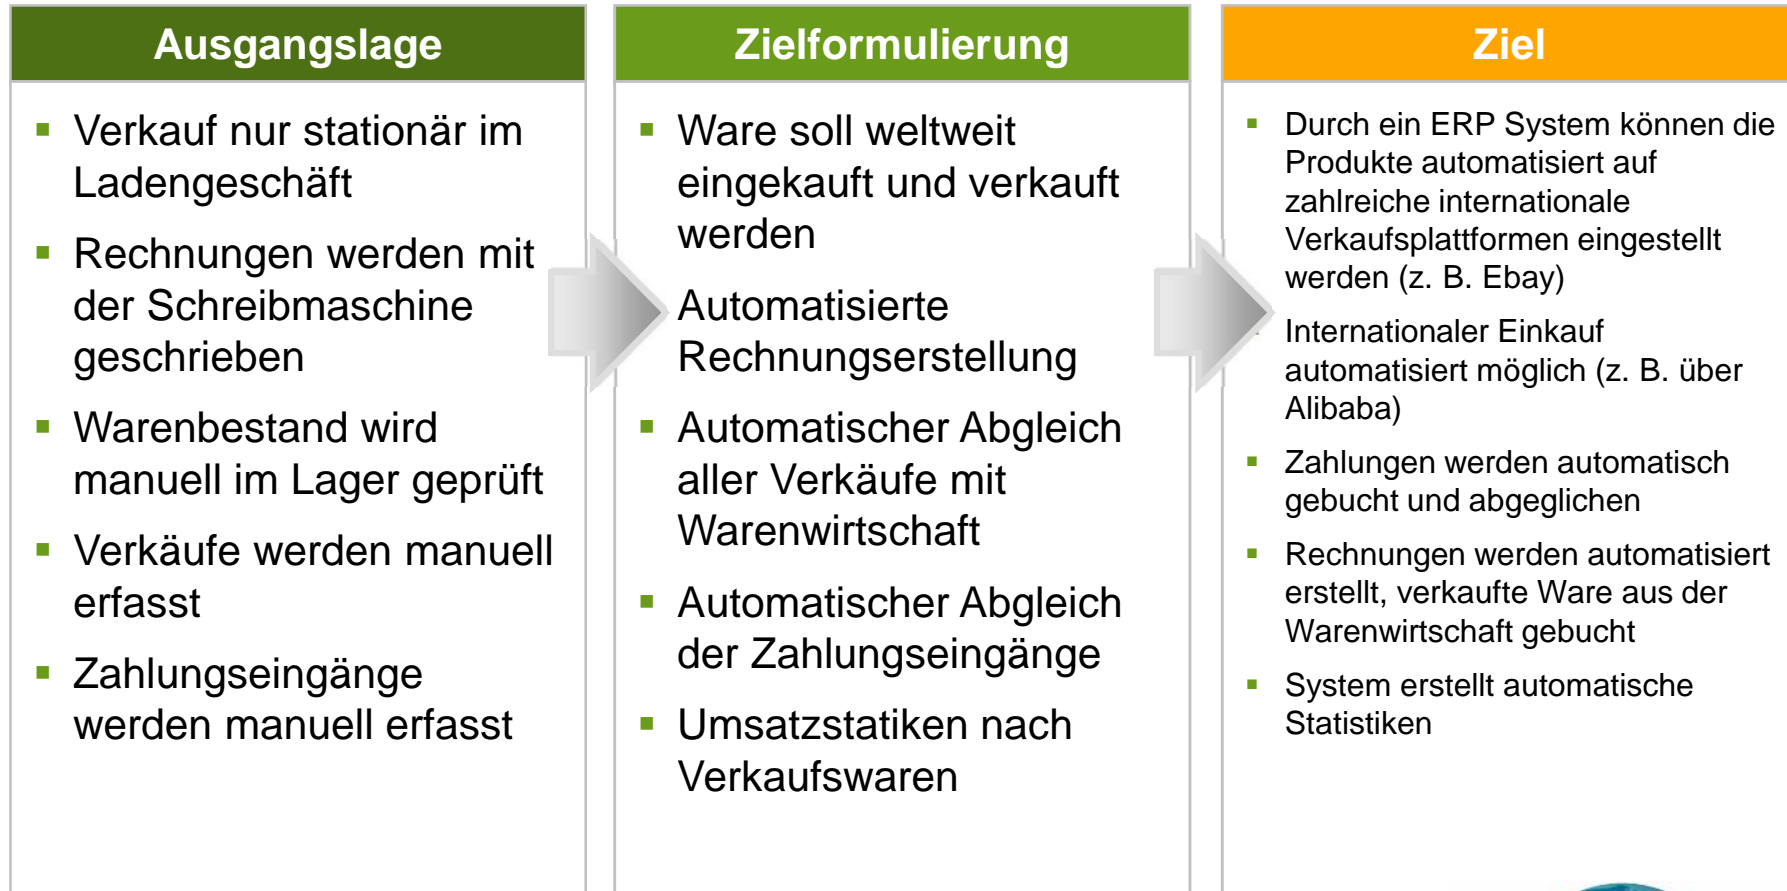 Ausgangslage
▪ Verkauf nur stationär im
Ladengeschäft
▪ Rechnungen werden mit
der Schreibmaschine
geschrieben
▪ Warenbestand wird
manuell im Lager geprüft
▪ Verkäufe werden manuell
erfasst
▪ Zahlungseingänge
werden manuell erfasst
Zielformulierung
▪ Ware soll weltweit
eingekauft und verkauft
werden
Automatisierte
Rechnungserstellung
▪ Automatischer Abgleich
aller Verkäufe mit
Warenwirtschaft
▪ Automatischer Abgleich
der Zahlungseingänge
▪ Umsatzstatiken nach
Verkaufswaren
Ziel
▪ Durch ein ERP System können die
Produkte automatisiert auf
zahlreiche internationale
Verkaufsplattformen eingestellt
werden (z. B. Ebay)
Internationaler Einkauf
automatisiert möglich (z. B. über
Alibaba)
▪ Zahlungen werden automatisch
gebucht und abgeglichen
▪ Rechnungen werden automatisiert
erstellt, verkaufte Ware aus der
Warenwirtschaft gebucht
▪ System erstellt automatische
Statistiken